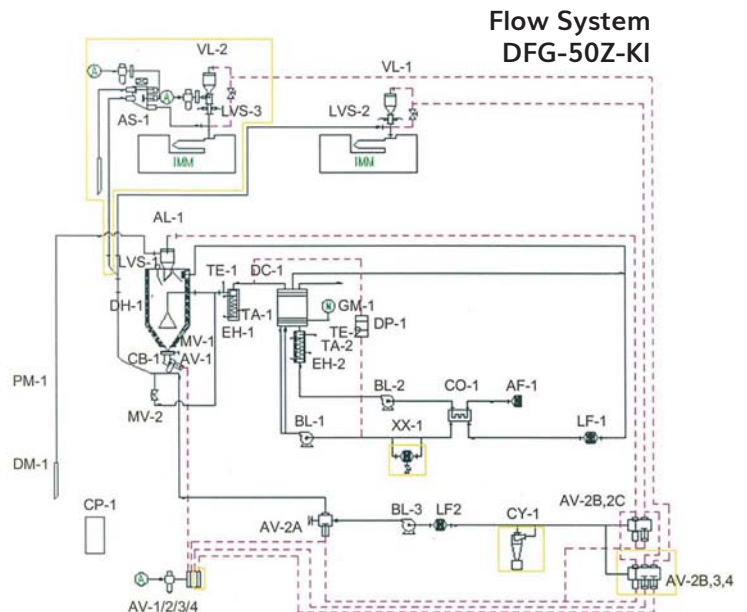 Flow System
DFG-50Z-KI
VL-2
VL-1
A
A
LVS-3
LVS-2
AS-1
IMM
IMM
AL-1
LVS-1
TE-1
DC-1
DH-1
TA-1
GM-1
DP-1
TE-2
MV-1
EH-1
TA-2
CB-1
AV-1
EH-2
PM-1
BL-2
CO-1
AF-1
MV-2
BL-1
XX-1
LF-1
DM-1
CP-1
BL-3
LF2
CY-1
AV-2B,2C
AV-2A
AV-2B,3,4
A
AV-1/2/3/4